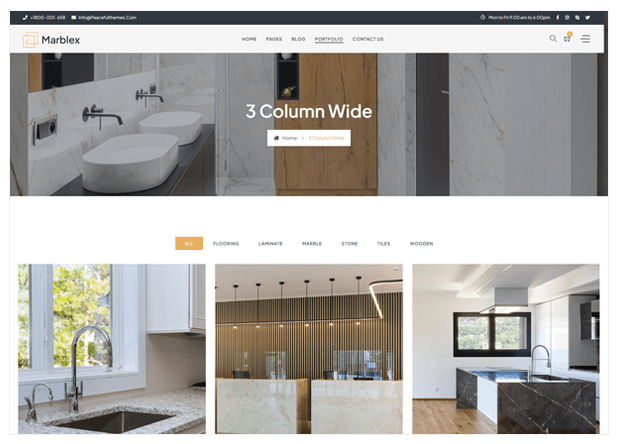 +1800-001-658 Info@Peacefulthemes.Com Mon to Fri 9.00 am to 6.00pm
Marblex HOME PAGES BLOG PORTFOLIO CONTACT US
3 Column Wide
Home > 3 Column Wide
ALL FLOORING LAMINATE MARBLE STONE TILES WOODEN